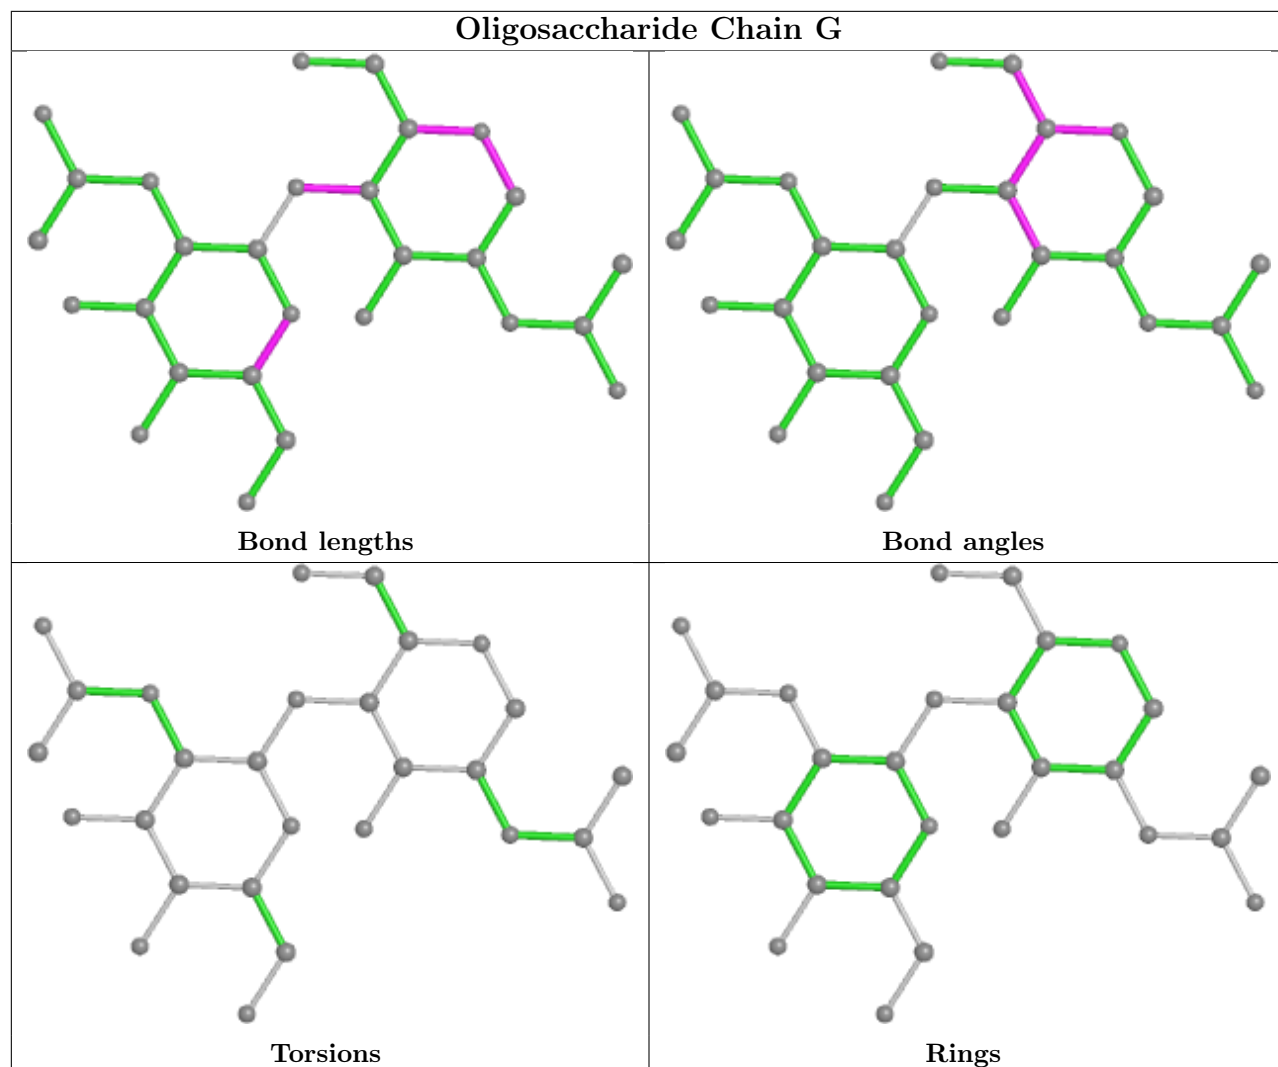 Oligosaccharide Chain G
Bond lengths
Bond angles
Torsions
Rings